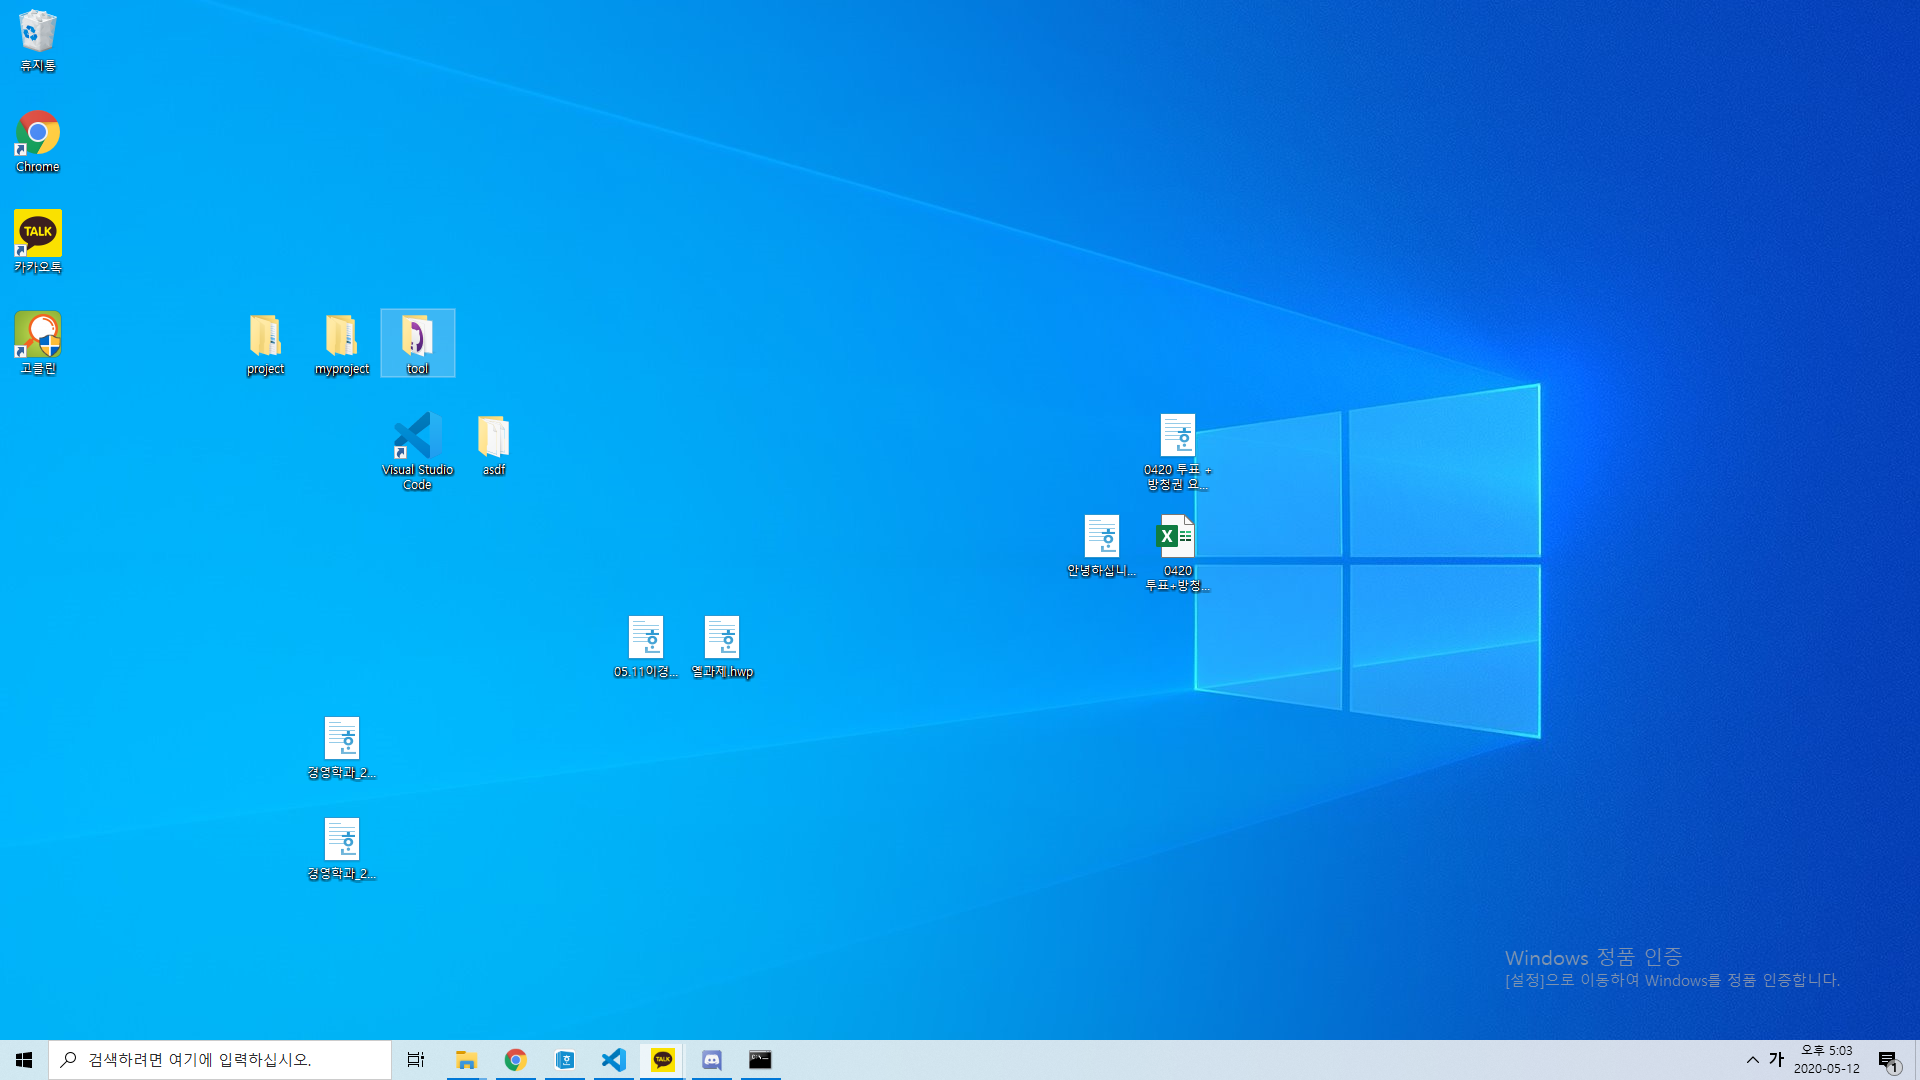 휴지통
Chrome
TALK
카카오톡
고클린
project
myproject
tool
Visual Studio
Code
asdf
0420 투표 +
방청권 요...
안녕하십니...
0420
투표+방청...
05.11이경...
엘과제.hwp
경영학과_2...
경영학과_2...
Windows 정품 인증
[설정]으로 이동하여 Windows를 정품 인증합니다.
검색하려면 여기에 입력하십시오.
TALK
가
오후 5:03
2020-05-12
1